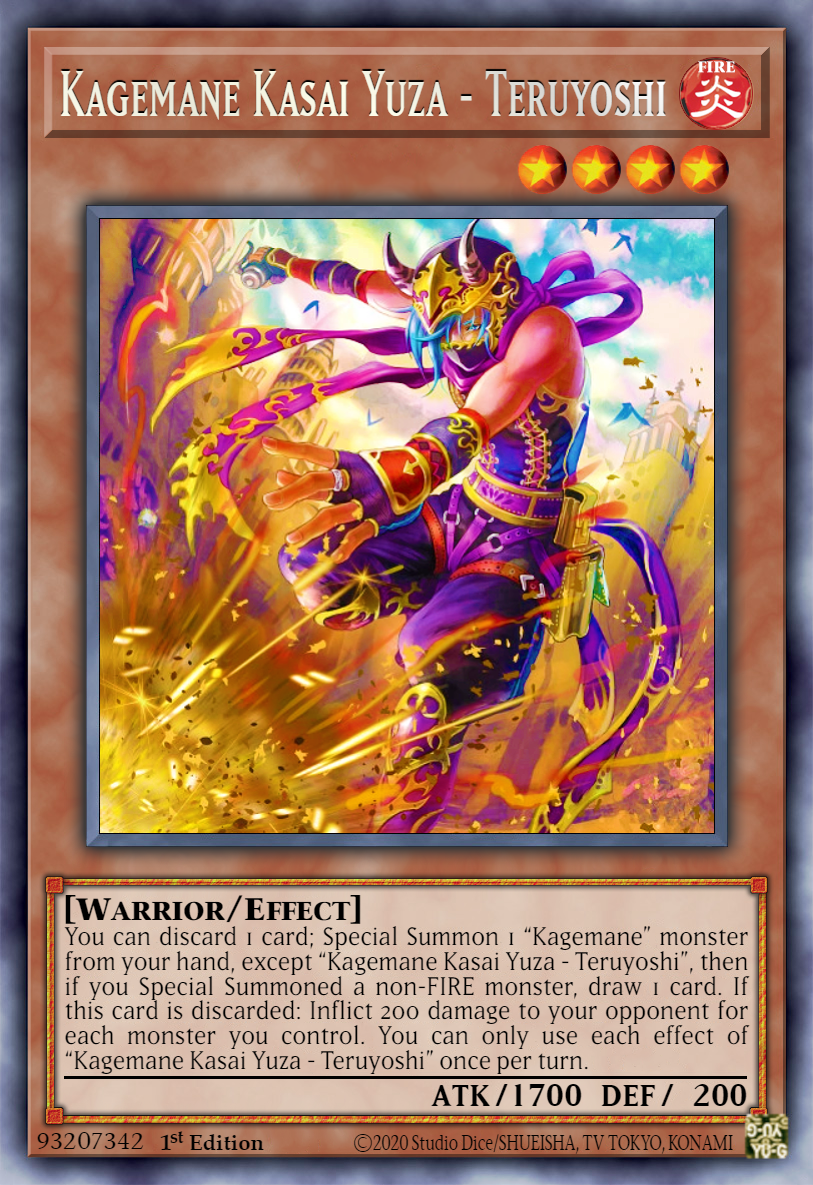 Kagemane Kasai Yuza - Teruyoshi
FIRE
炎
[Warrior/Effect]
You can discard 1 card; Special Summon 1 “Kagemane” monster
from your hand, except “Kagemane Kasai Yuza - Teruyoshi”, then
if you Special Summoned a non-FIRE monster, draw 1 card. If
this card is discarded: Inflict 200 damage to your opponent for
each monster you control. You can only use each effect of
“Kagemane Kasai Yuza - Teruyoshi” once per turn.
ATK/1700 DEF/ 200
93207342 1st Edition ©2020 Studio Dice/SHUEISHA, TV TOKYO, KONAMI